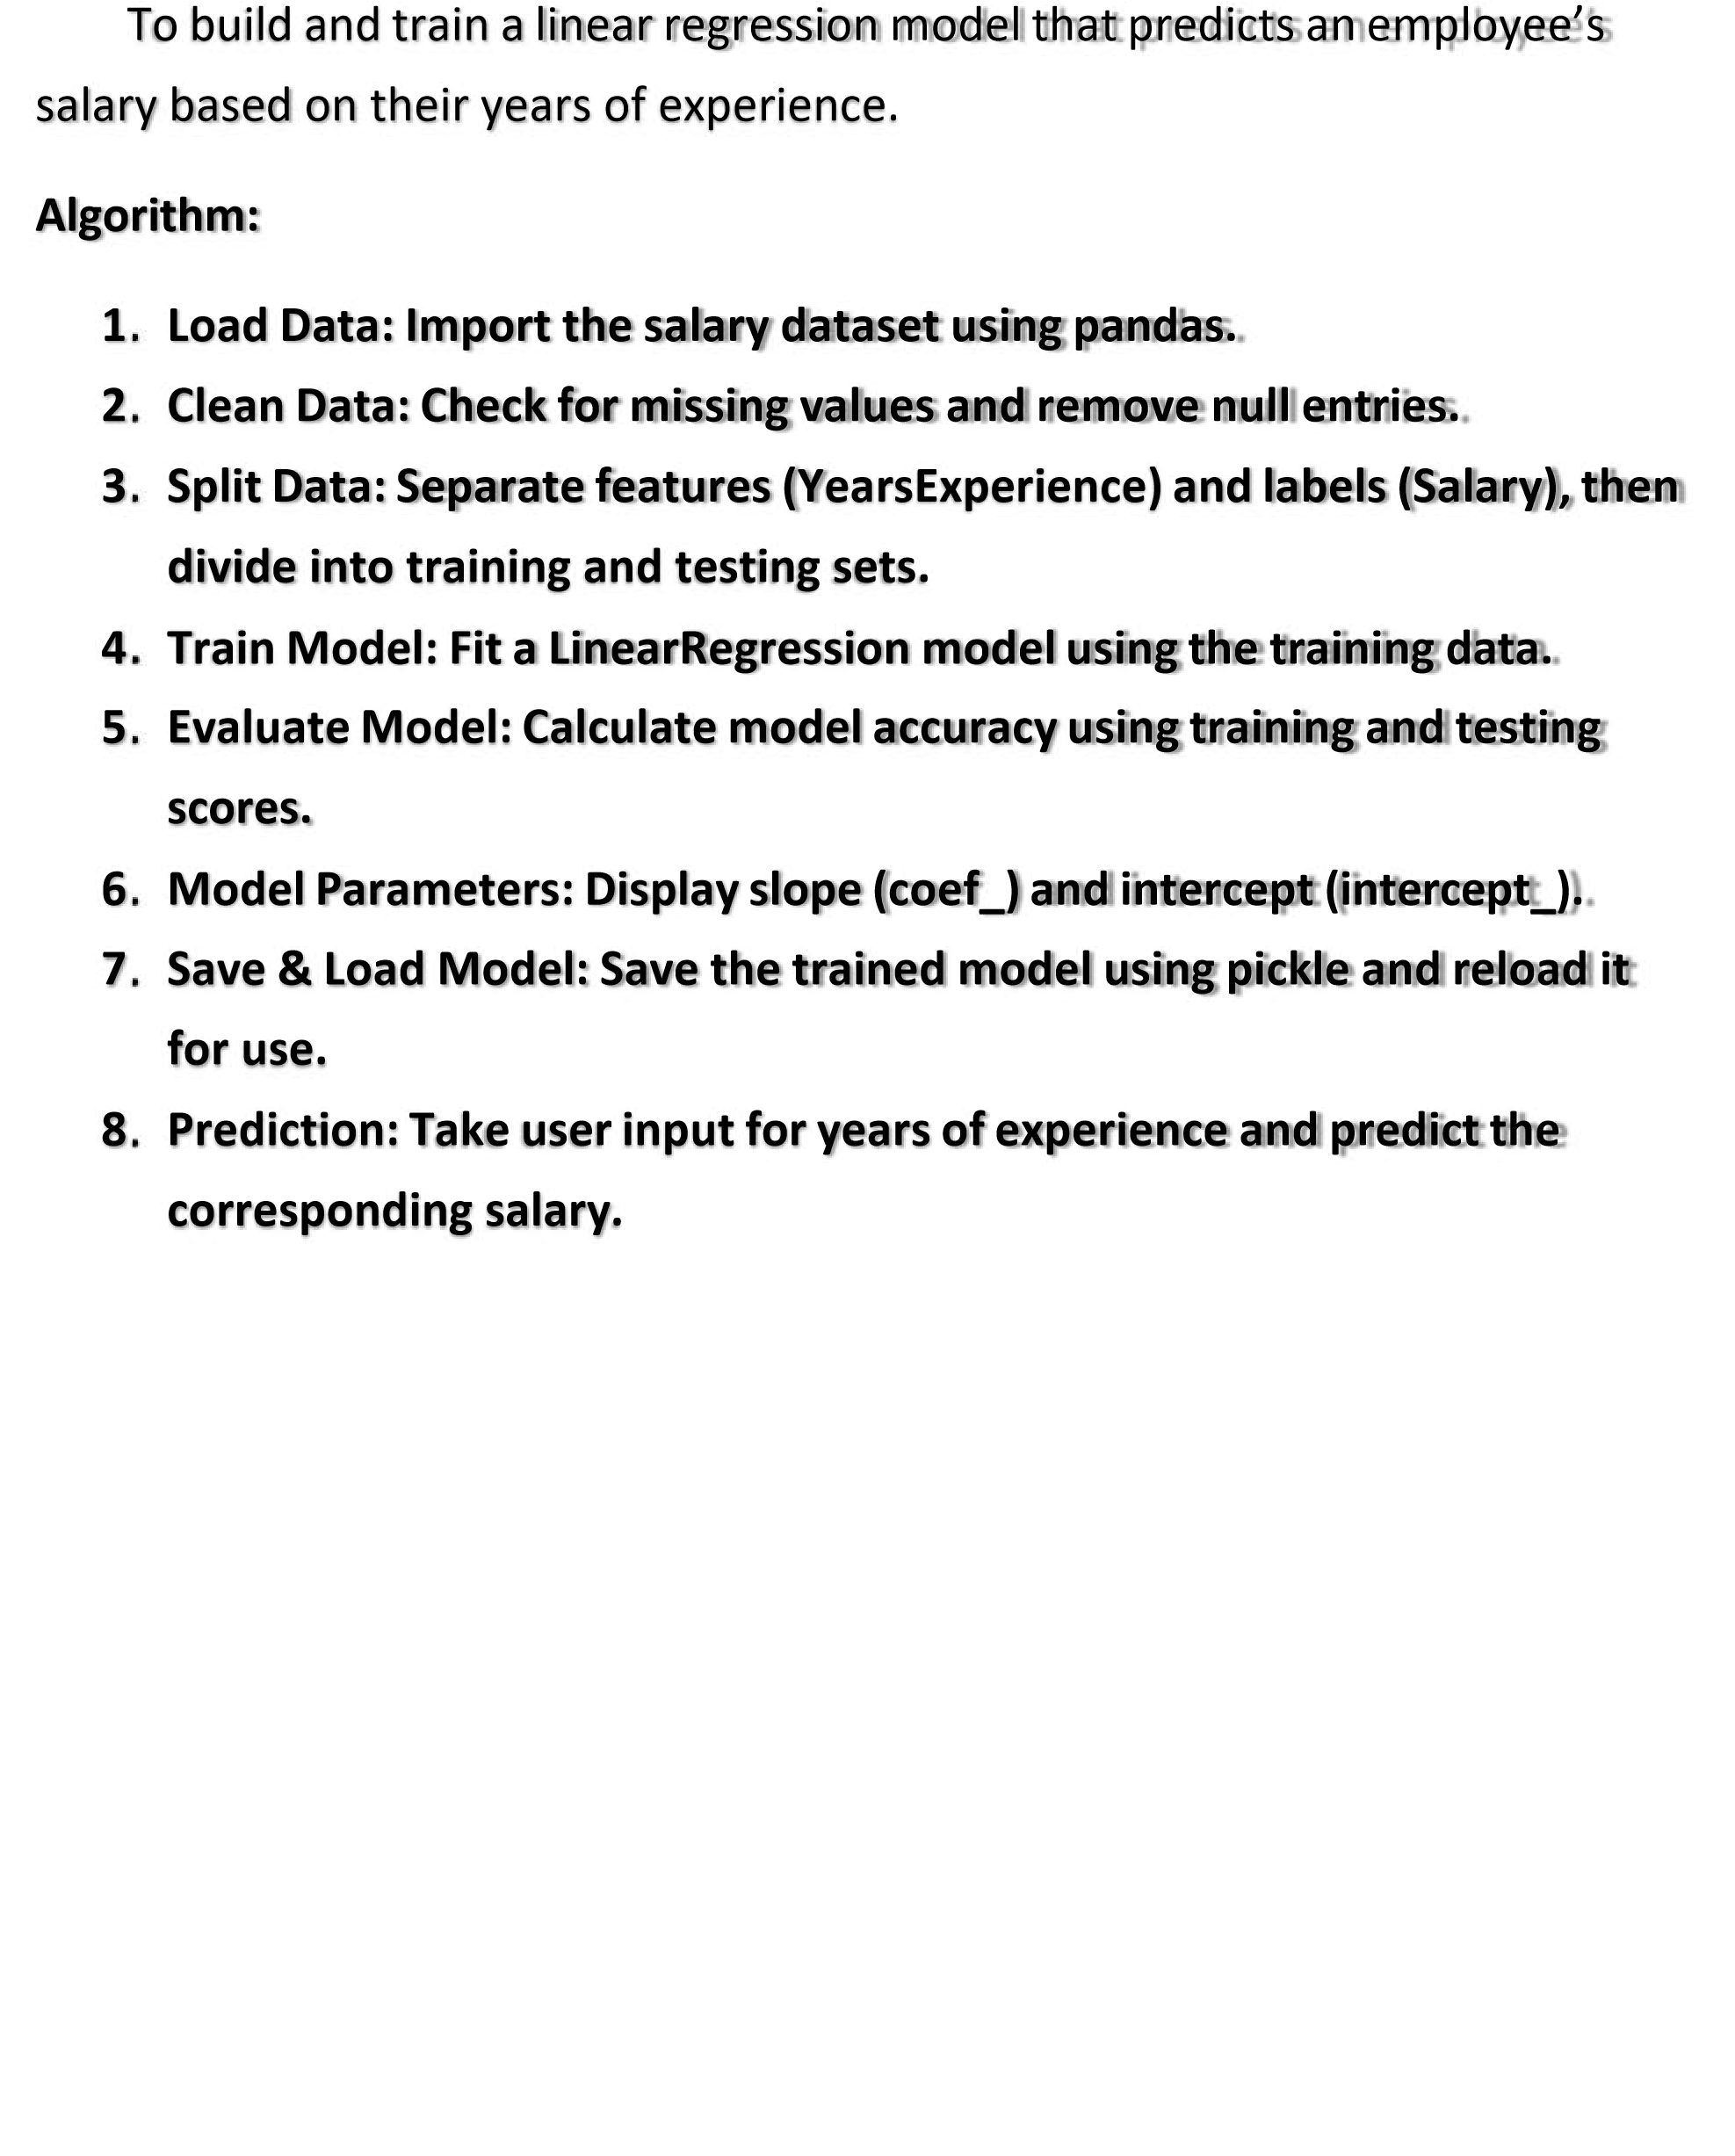 To build and train a linear regression model that predicts an employee’s
salary based on their years of experience.
Algorithm:
1. Load Data: Import the salary dataset using pandas.
2. Clean Data: Check for missing values and remove null entries.
3. Split Data: Separate features (YearsExperience) and labels (Salary), then
divide into training and testing sets.
4. Train Model: Fit a LinearRegression model using the training data.
5. Evaluate Model: Calculate model accuracy using training and testing
scores.
6. Model Parameters: Display slope (coef_) and intercept (intercept_).
7. Save & Load Model: Save the trained model using pickle and reload it
for use.
8. Prediction: Take user input for years of experience and predict the
corresponding salary.